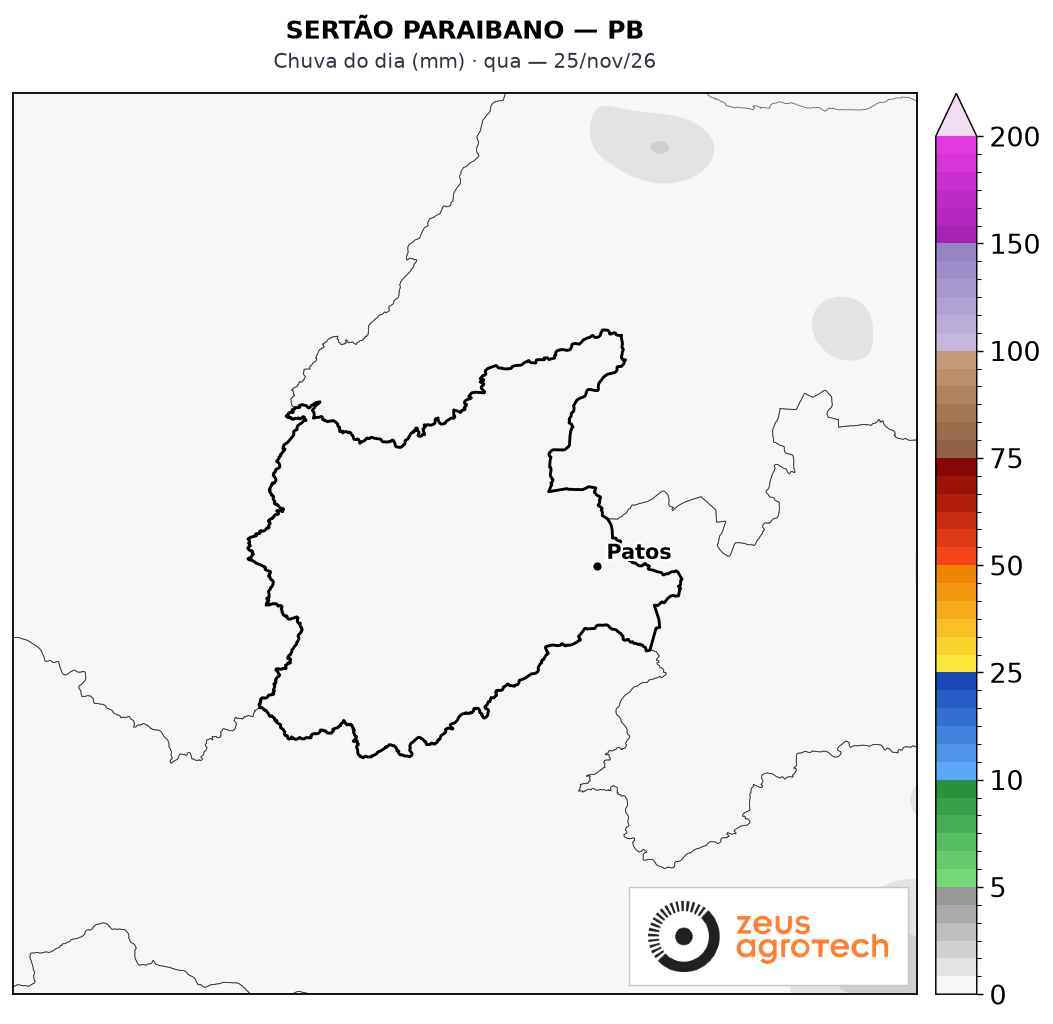 SERTÃO PARAIBANO — PB
Chuva do dia (mm) · qua — 25/nov/26
200
150
100
75
50
25
10
5
0
Patos
zeus
agrotech